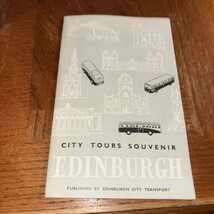 CITY TOURS SOUVENIR
EDINBURGH
PUBLISHED BY EDINBURGH CITY TRANSPORT